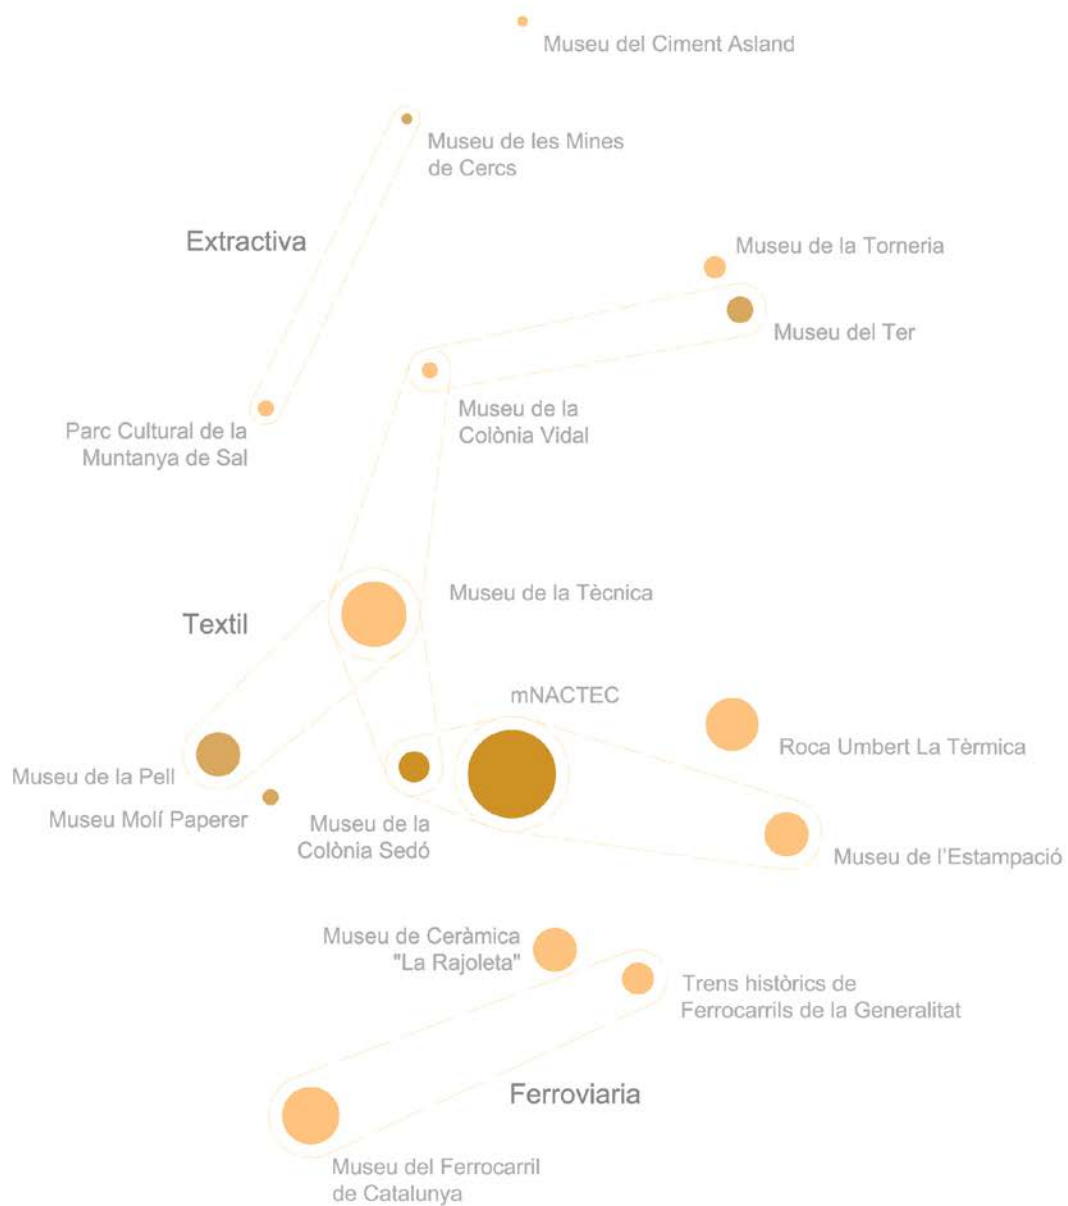 Museu del Ciment Asland
Museu de les Mines
de Cercs
Extractiva
Museu de la Torneria
Museu del Ter
Museu de la
Colònia Vidal
Parc Cultural de la
Muntanya de Sal
Museu de la Tècnica
Textil
mNACTEC
Roca Umbert La Tèrmica
Museu de la Pell
Museu Molí Paperer
Museu de la
Colònia Sedó
Museu de l'Estampació
Museu de Ceràmica
"La Rajoleta"
Trens històrics de
Ferrocarrils de la Generalitat
Ferroviaria
Museu del Ferrocarril
de Catalunya